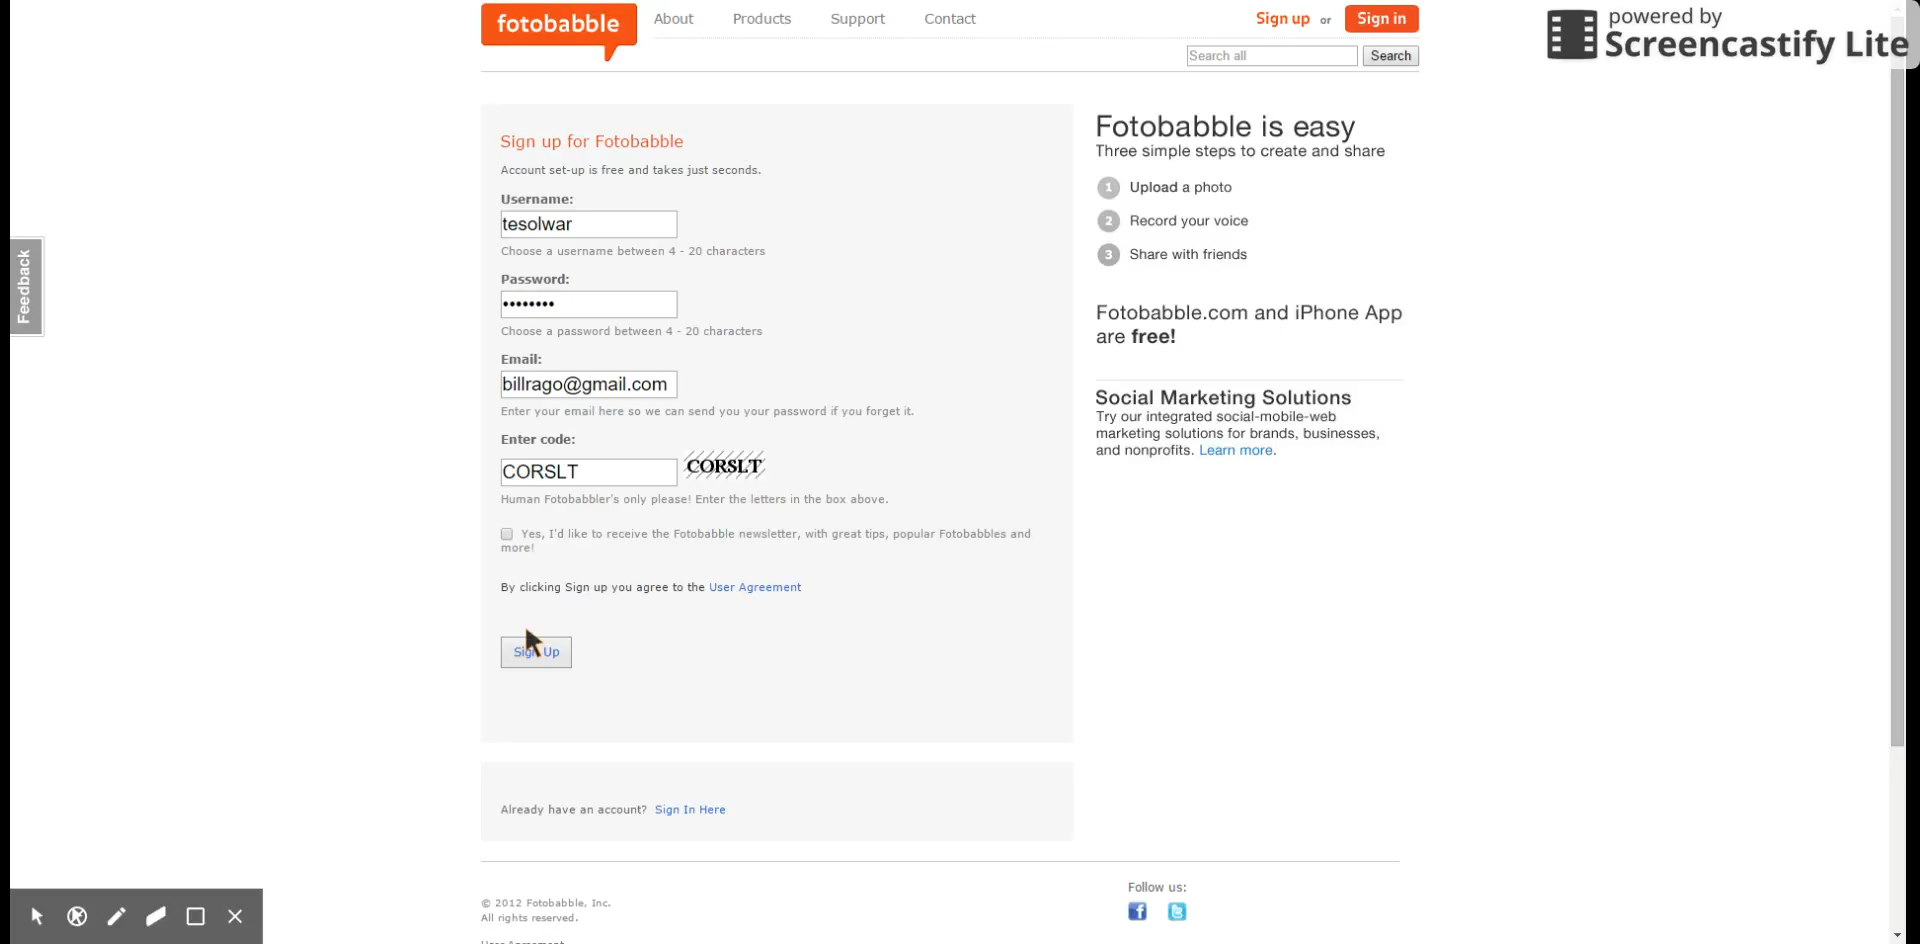 fotobabble
About Products Support Contact
Sign up or Sign in
Search all Search
powered by
Screencastify Lite
Feedback
Sign up for Fotobabble
Account set-up is free and takes just seconds.
Username:
tesolwar
Choose a username between 4 - 20 characters
Password:
••••••••
Choose a password between 4 - 20 characters
Email:
billrago@gmail.com
Enter your email here so we can send you your password if you forget it.
Enter code:
CORSLT CORSLT
Human Fotobabbler's only please! Enter the letters in the box above.
Yes, I'd like to receive the Fotobabble newsletter, with great tips, popular Fotobabbles and
more!
By clicking Sign up you agree to the User Agreement
Sign Up
Already have an account? Sign In Here
Fotobabble is easy
Three simple steps to create and share
1 Upload a photo
2 Record your voice
3 Share with friends
Fotobabble.com and iPhone App
are free!
Social Marketing Solutions
Try our integrated social-mobile-web
marketing solutions for brands, businesses,
and nonprofits. Learn more.
© 2012 Fotobabble, Inc.
All rights reserved.
User Agreement
Follow us: